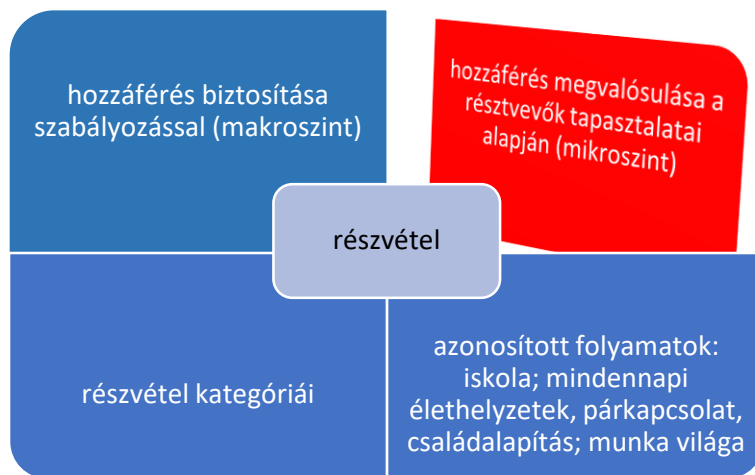 hozzáférés biztosítása
szabályozással (makroszint)
hozzáférés megvalósulása a
résztvevők tapasztalatai
alapján (mikroszint)
részvétel
részvétel kategóriái
azonosított folyamatok:
iskola; mindennapi
élethelyzetek, párkapcsolat,
családalapítás; munka világa